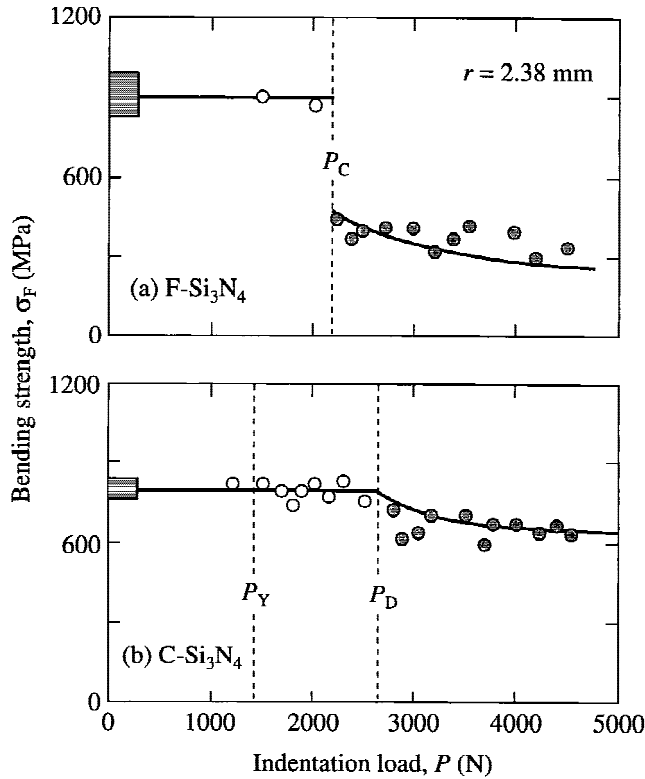 1200
r = 2.38 mm
600
P_C
(a) F-Si₃N₄
0
Bending strength, σ_F (MPa)
1200
600
P_Y
P_D
(b) C-Si₃N₄
0
0 1000 2000 3000 4000 5000
Indentation load, P (N)